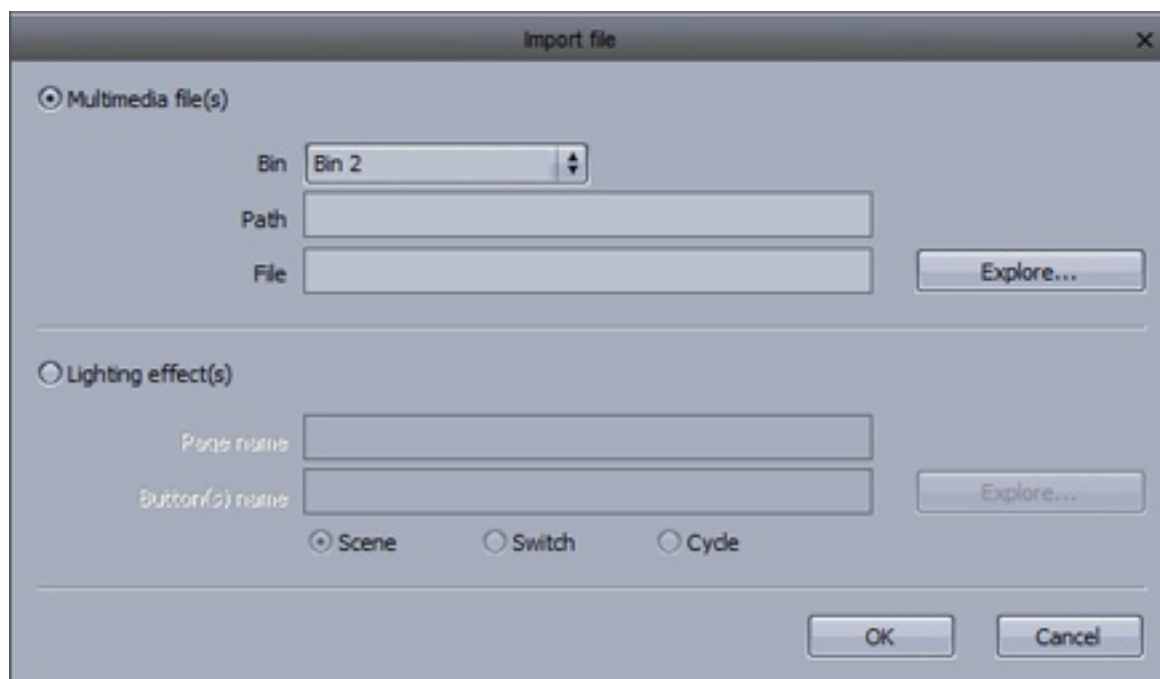 Import file
Multimedia file(s)
Bin Bin 2
Path
File Explore...
Lighting effect(s)
Page name
Button(s) name Explore...
Scene Switch Cycle
OK Cancel